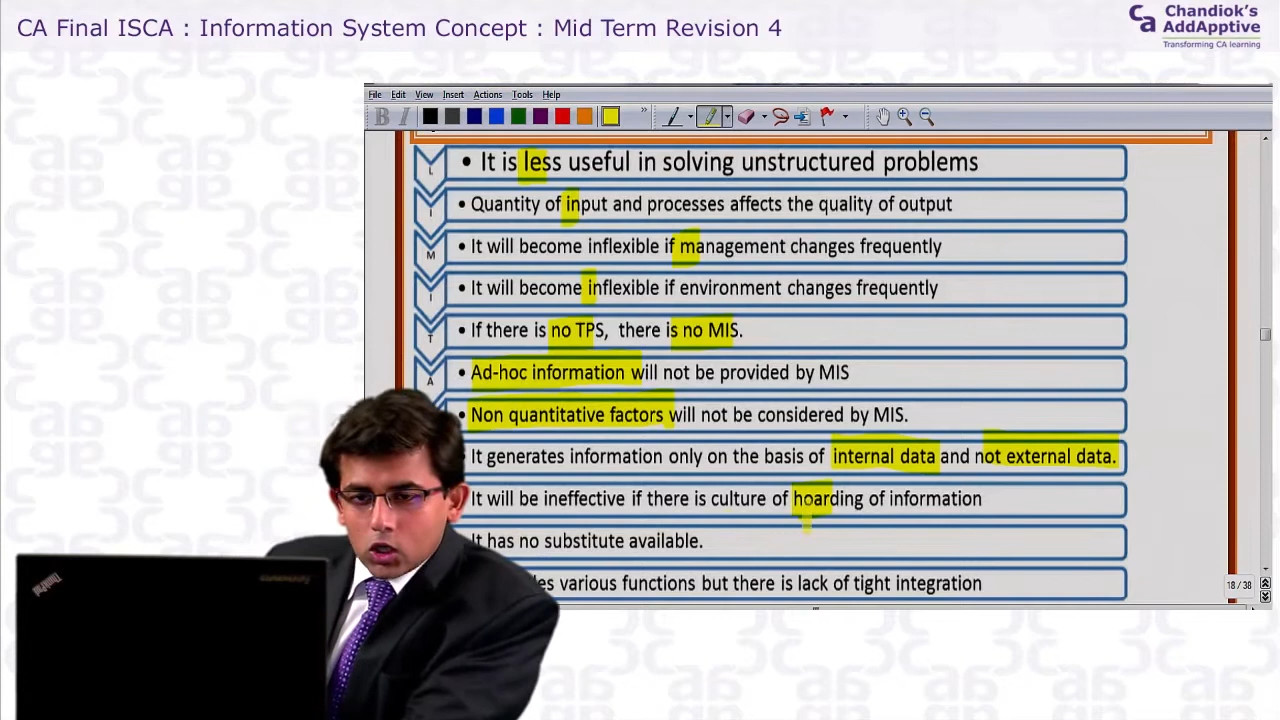 CA Final ISCA : Information System Concept : Mid Term Revision 4
Chandiok's
AddApptive
Transforming CA learning
File Edit View Insert Actions Tools Help
L • It is less useful in solving unstructured problems
I • Quantity of input and processes affects the quality of output
M • It will become inflexible if management changes frequently
I • It will become inflexible if environment changes frequently
T • If there is no TPS, there is no MIS.
A • Ad-hoc information will not be provided by MIS
• Non quantitative factors will not be considered by MIS.
It generates information only on the basis of internal data and not external data.
It will be ineffective if there is culture of hoarding of information
It has no substitute available.
various functions but there is lack of tight integration
18 / 38
ThinkPad